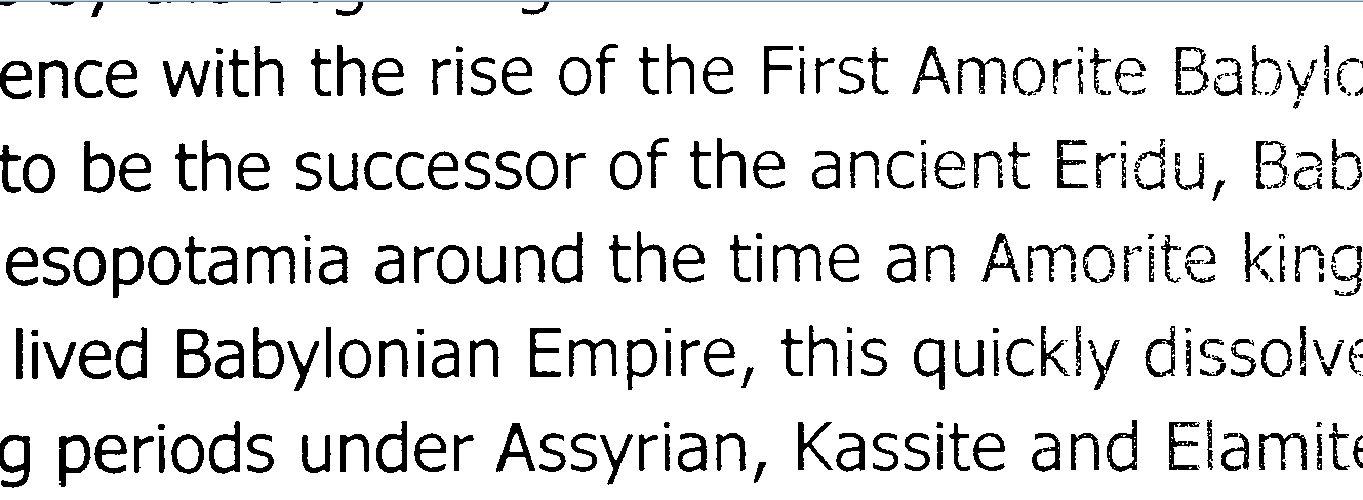 ence with the rise of the First Amorite Babylo
to be the successor of the ancient Eridu, Bab
esopotamia around the time an Amorite king
lived Babylonian Empire, this quickly dissolve
g periods under Assyrian, Kassite and Elamite